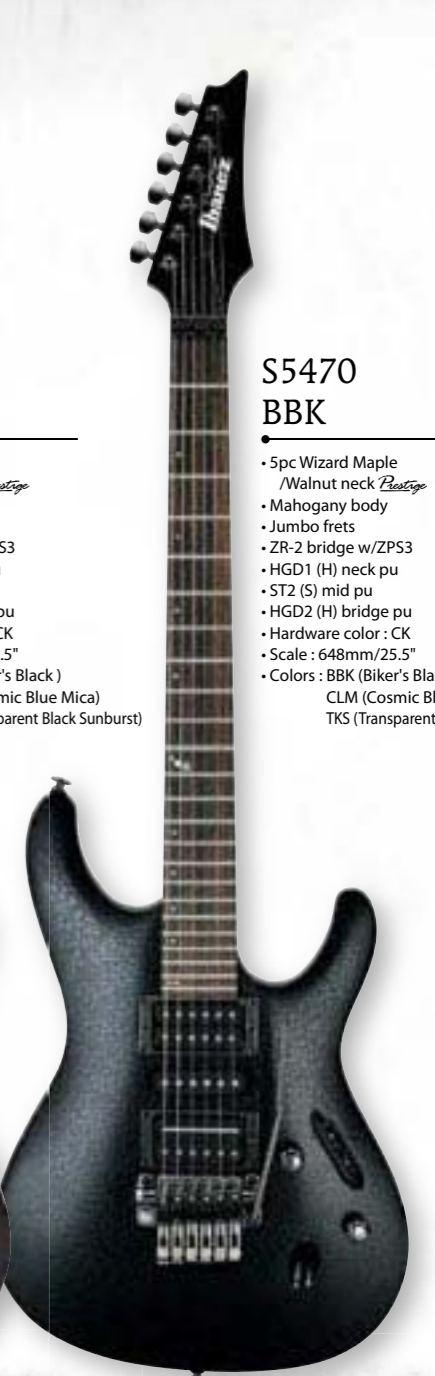 Ibanez
S3
pu
CK
.5"
's Black )
mic Blue Mica)
parent Black Sunburst)
S5470
BBK
• 5pc Wizard Maple
/Walnut neck Prestige
• Mahogany body
• Jumbo frets
• ZR-2 bridge w/ZPS3
• HGD1 (H) neck pu
• ST2 (S) mid pu
• HGD2 (H) bridge pu
• Hardware color : CK
• Scale : 648mm/25.5"
• Colors : BBK (Biker's Bla
CLM (Cosmic Bl
TKS (Transparent